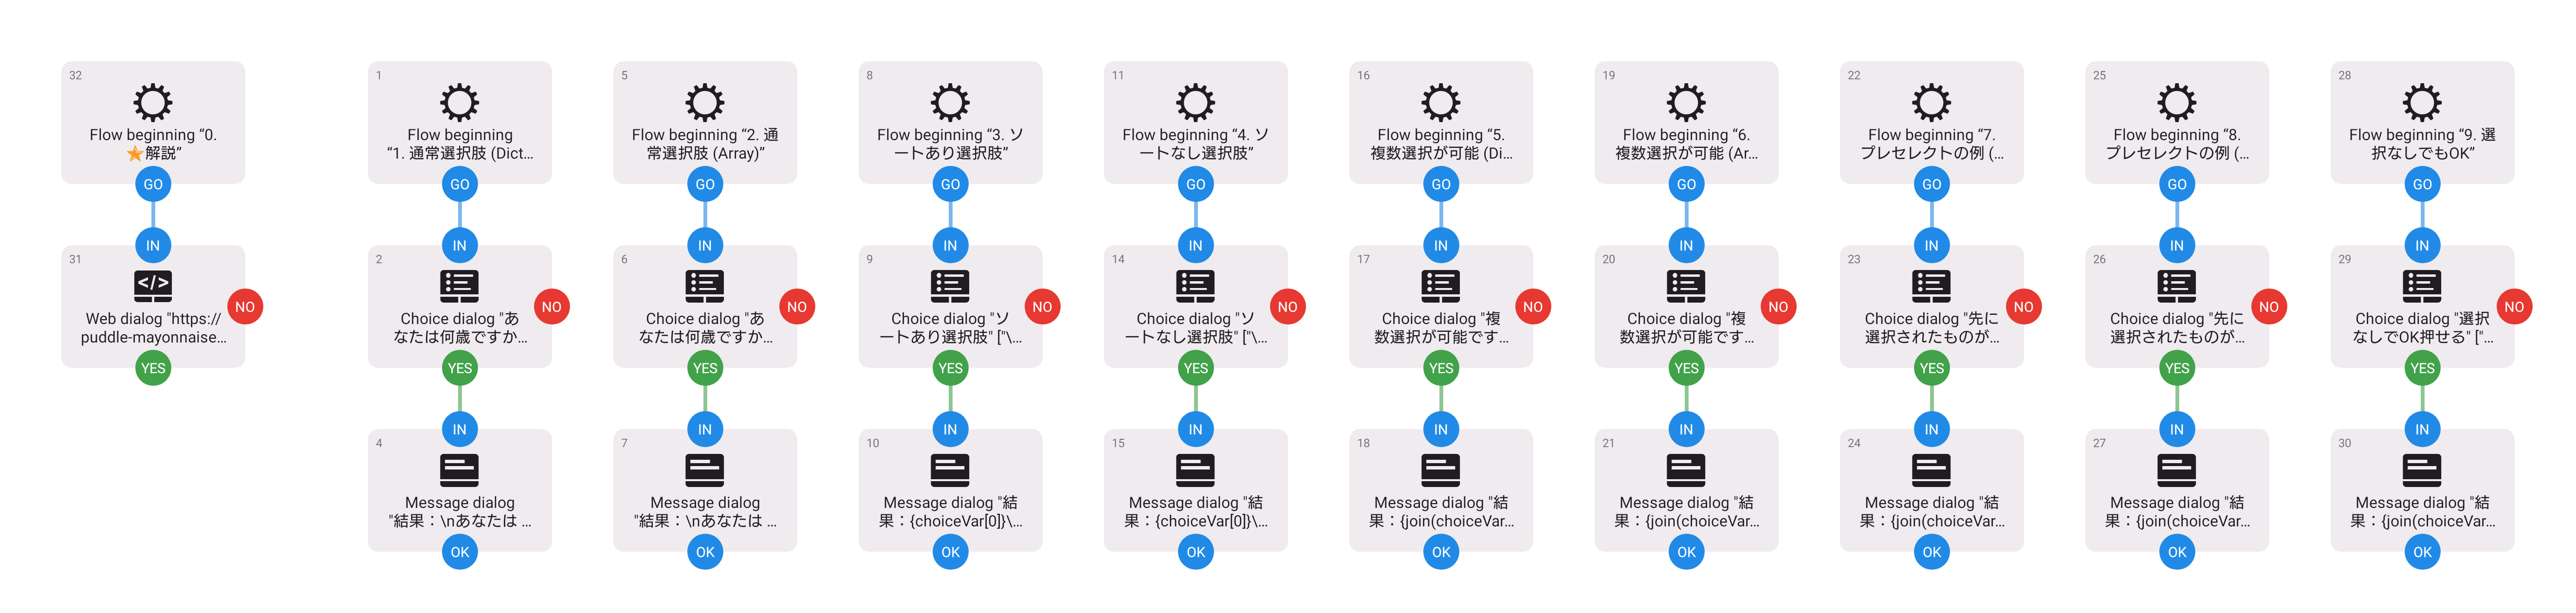 32
Flow beginning “0.
⭐解説”
GO
IN
31
Web dialog "https://
puddle-mayonnaise...
NO
YES
1
Flow beginning
“1. 通常選択肢 (Dict...
GO
IN
2
Choice dialog "あ
なたは何歳ですか...
NO
YES
IN
4
Message dialog
"結果：\nあなたは ...
OK
5
Flow beginning “2. 通
常選択肢 (Array)”
GO
IN
6
Choice dialog "あ
なたは何歳ですか...
NO
YES
IN
7
Message dialog
"結果：\nあなたは ...
OK
8
Flow beginning “3. ソ
ートあり選択肢”
GO
IN
9
Choice dialog "ソ
ートあり選択肢" ["\...
NO
YES
IN
10
Message dialog "結
果：{choiceVar[0]}\...
OK
11
Flow beginning “4. ソ
ートなし選択肢”
GO
IN
14
Choice dialog "ソ
ートなし選択肢" ["\...
NO
YES
IN
15
Message dialog "結
果：{choiceVar[0]}\...
OK
16
Flow beginning “5.
複数選択が可能 (Di...
GO
IN
17
Choice dialog "複
数選択が可能です...
NO
YES
IN
18
Message dialog "結
果：{join(choiceVar...
OK
19
Flow beginning “6.
複数選択が可能 (Ar...
GO
IN
20
Choice dialog "複
数選択が可能です...
NO
YES
IN
21
Message dialog "結
果：{join(choiceVar...
OK
22
Flow beginning “7.
プレセレクトの例 (...
GO
IN
23
Choice dialog "先に
選択されたものが...
NO
YES
IN
24
Message dialog "結
果：{join(choiceVar...
OK
25
Flow beginning “8.
プレセレクトの例 (...
GO
IN
26
Choice dialog "先に
選択されたものが...
NO
YES
IN
27
Message dialog "結
果：{join(choiceVar...
OK
28
Flow beginning “9. 選
択なしでもOK”
GO
IN
29
Choice dialog "選択
なしでOK押せる" ["...
NO
YES
IN
30
Message dialog "結
果：{join(choiceVar...
OK